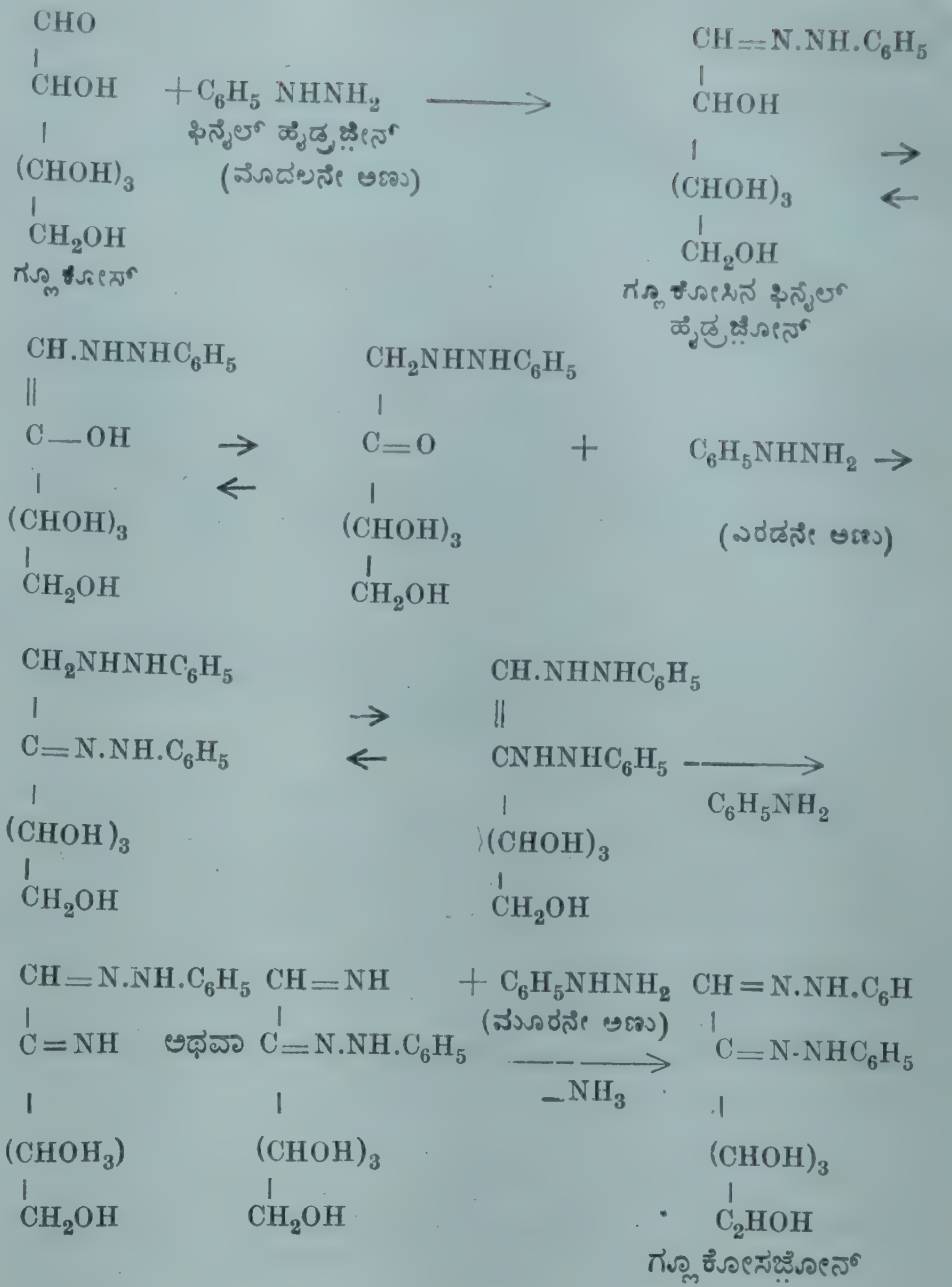 CHO
|
CHOH +C₆H₅ NHNH₂ ⟶
ಫಿನೈಲ್ ಹೈಡ್ರಜ಼ೇನ್
| (ಮೊದಲನೇ ಅಣು)
(CHOH)₃
|
CH₂OH
ಗ್ಲೂಕೋಸ್
CH=N.NH.C₆H₅
|
CHOH
| →
(CHOH)₃ ←
|
CH₂OH
ಗ್ಲೂಕೋಸಿನ ಫಿನೈಲ್
ಹೈಡ್ರಜ಼ೋನ್
CH.NHNHC₆H₅ CH₂NHNHC₆H₅
|| |
C—OH → C=O + C₆H₅NHNH₂ →
| ← |
(CHOH)₃ (CHOH)₃ (ಎರಡನೇ ಅಣು)
| |
CH₂OH CH₂OH
CH₂NHNHC₆H₅ CH.NHNHC₆H₅
| → ||
C=N.NH.C₆H₅ ← CNHNHC₆H₅ ⟶
| | C₆H₅NH₂
(CHOH)₃ (CHOH)₃
| |
CH₂OH CH₂OH
CH=N.NH.C₆H₅ CH=NH + C₆H₅NHNH₂ CH=N.NH.C₆H
| | (ಮೂರನೇ ಅಣು) |
C=NH ಅಥವಾ C=N.NH.C₆H₅ ⟶ C=N-NHC₆H₅
| | –NH₃ |
(CHOH₃) (CHOH)₃ (CHOH)₃
| | |
CH₂OH CH₂OH C₂HOH
ಗ್ಲೂಕೋಸಜ಼ೋನ್